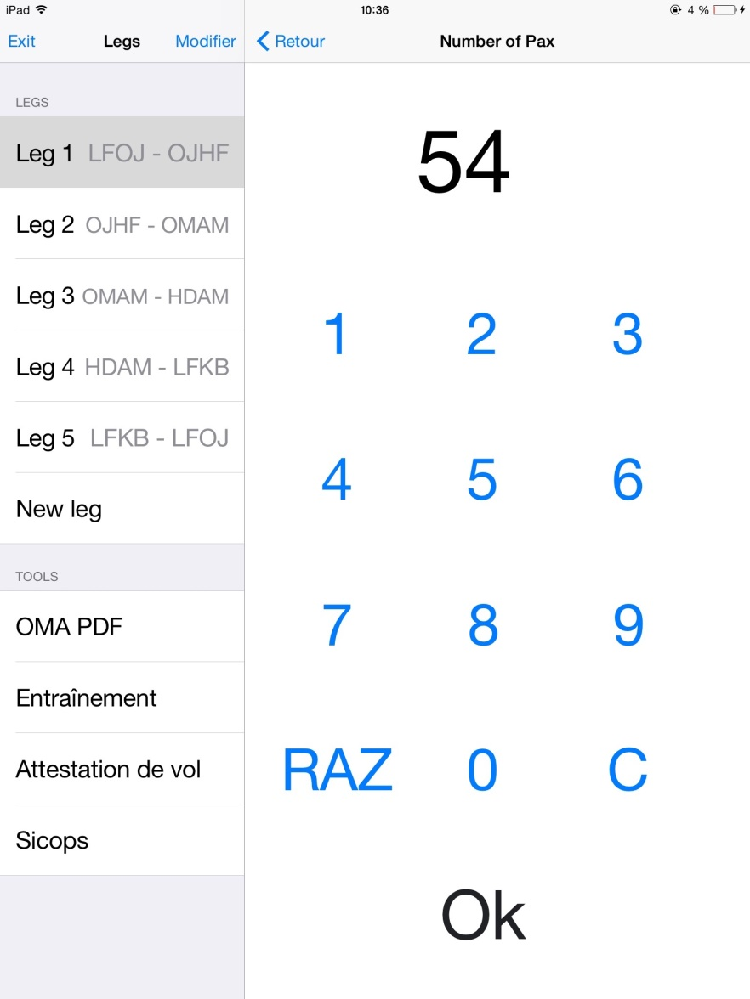 iPad 10:36 4 %
Exit Legs Modifier
Retour Number of Pax
LEGS
Leg 1 LFOJ - OJHF
Leg 2 OJHF - OMAM
Leg 3 OMAM - HDAM
Leg 4 HDAM - LFKB
Leg 5 LFKB - LFOJ
New leg
TOOLS
OMA PDF
Entraînement
Attestation de vol
Sicops
54
1 2 3
4 5 6
7 8 9
RAZ 0 C
Ok